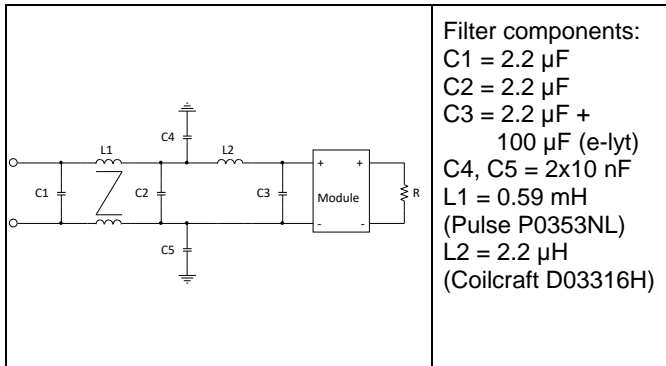 C4
L1
L2
C1
C2
C3
+
+
Module
-
-
R
C5
Filter components:
C1 = 2.2 µF
C2 = 2.2 µF
C3 = 2.2 µF +
100 µF (e-lyt)
C4, C5 = 2x10 nF
L1 = 0.59 mH
(Pulse P0353NL)
L2 = 2.2 µH
(Coilcraft D03316H)